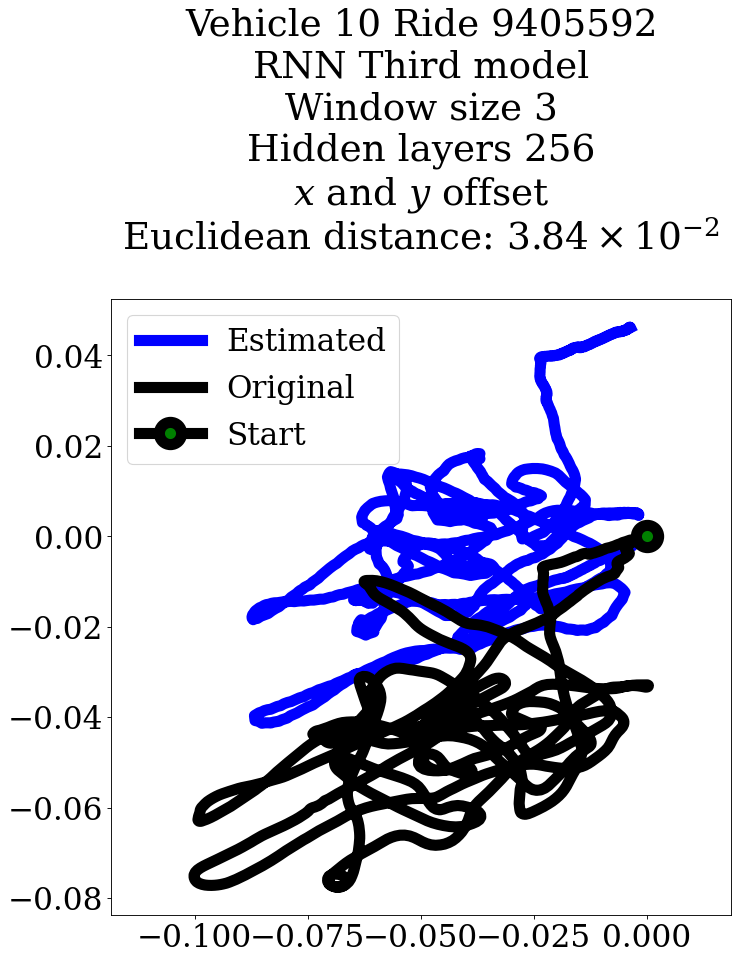 Vehicle 10 Ride 9405592
RNN Third model
Window size 3
Hidden layers 256
x and y offset
Euclidean distance: 3.84 × 10⁻²
Estimated
Original
Start
0.04
0.02
0.00
−0.02
−0.04
−0.06
−0.08
−0.100 −0.075 −0.050 −0.025 0.000